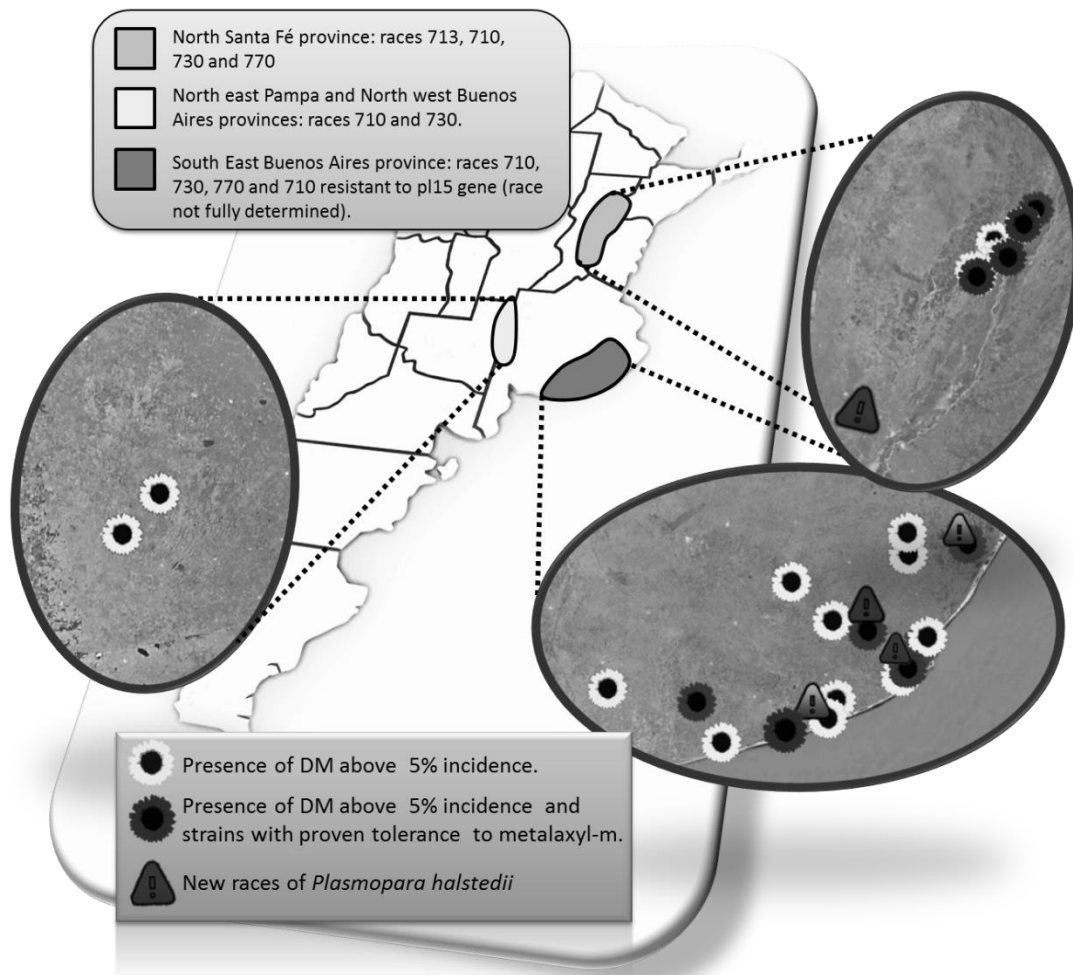 North Santa Fé province: races 713, 710,
730 and 770
North east Pampa and North west Buenos
Aires provinces: races 710 and 730.
South East Buenos Aires province: races 710,
730, 770 and 710 resistant to pl15 gene (race
not fully determined).
Presence of DM above 5% incidence.
Presence of DM above 5% incidence and
strains with proven tolerance to metalaxyl-m.
New races of Plasmopara halstedii